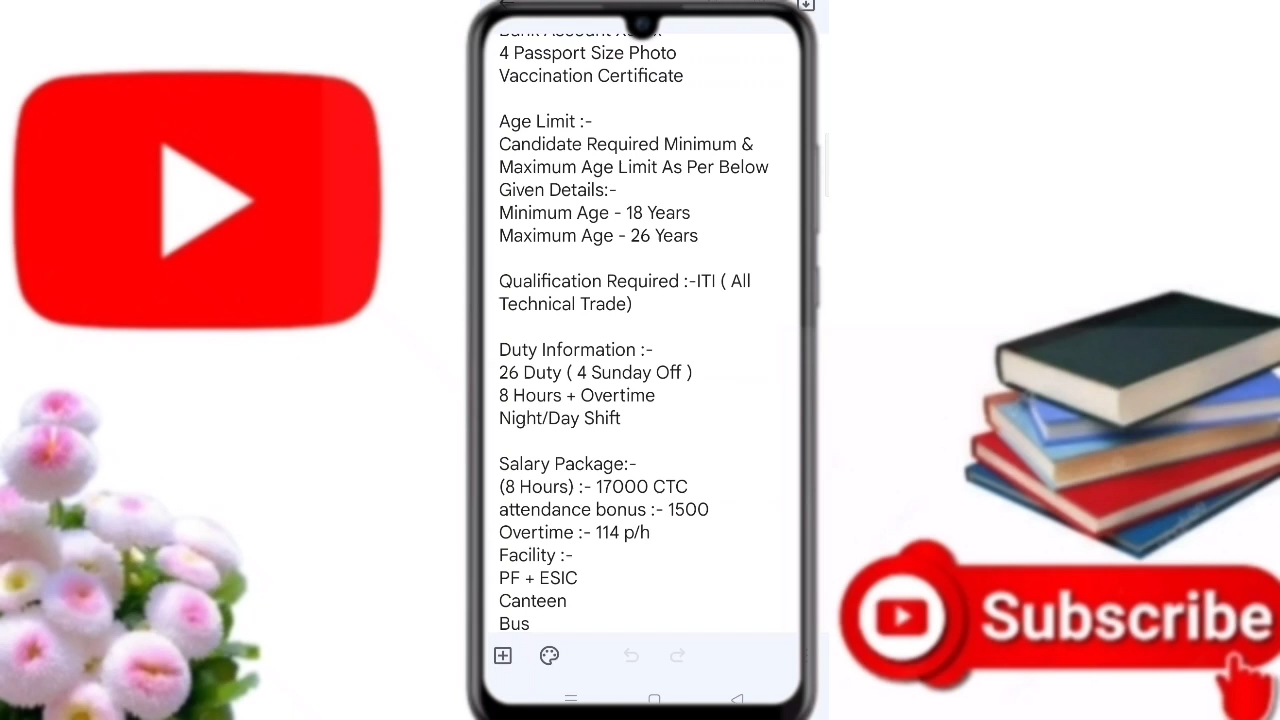 4 Passport Size Photo
Vaccination Certificate
Age Limit :-
Candidate Required Minimum &
Maximum Age Limit As Per Below
Given Details:-
Minimum Age - 18 Years
Maximum Age - 26 Years
Qualification Required :-ITI ( All
Technical Trade)
Duty Information :-
26 Duty ( 4 Sunday Off )
8 Hours + Overtime
Night/Day Shift
Salary Package:-
(8 Hours) :- 17000 CTC
attendance bonus :- 1500
Overtime :- 114 p/h
Facility :-
PF + ESIC
Canteen
Bus
Subscribe